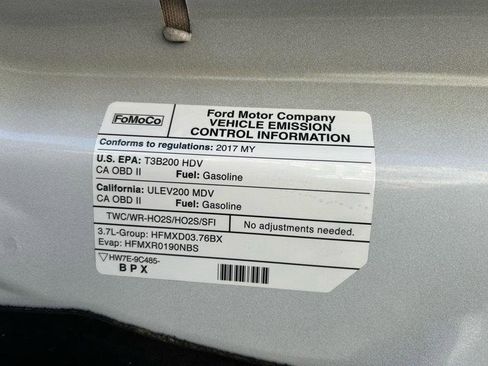 FoMoCo
Ford Motor Company
VEHICLE EMISSION
CONTROL INFORMATION
Conforms to regulations: 2017 MY
U.S. EPA: T3B200 HDV
CA OBD II Fuel: Gasoline
California: ULEV200 MDV
CA OBD II Fuel: Gasoline
TWC/WR-HO2S/HO2S/SFI No adjustments needed.
3.7L-Group: HFMXD03.76BX
Evap: HFMXR0190NBS
HW7E-9C485-
BPX